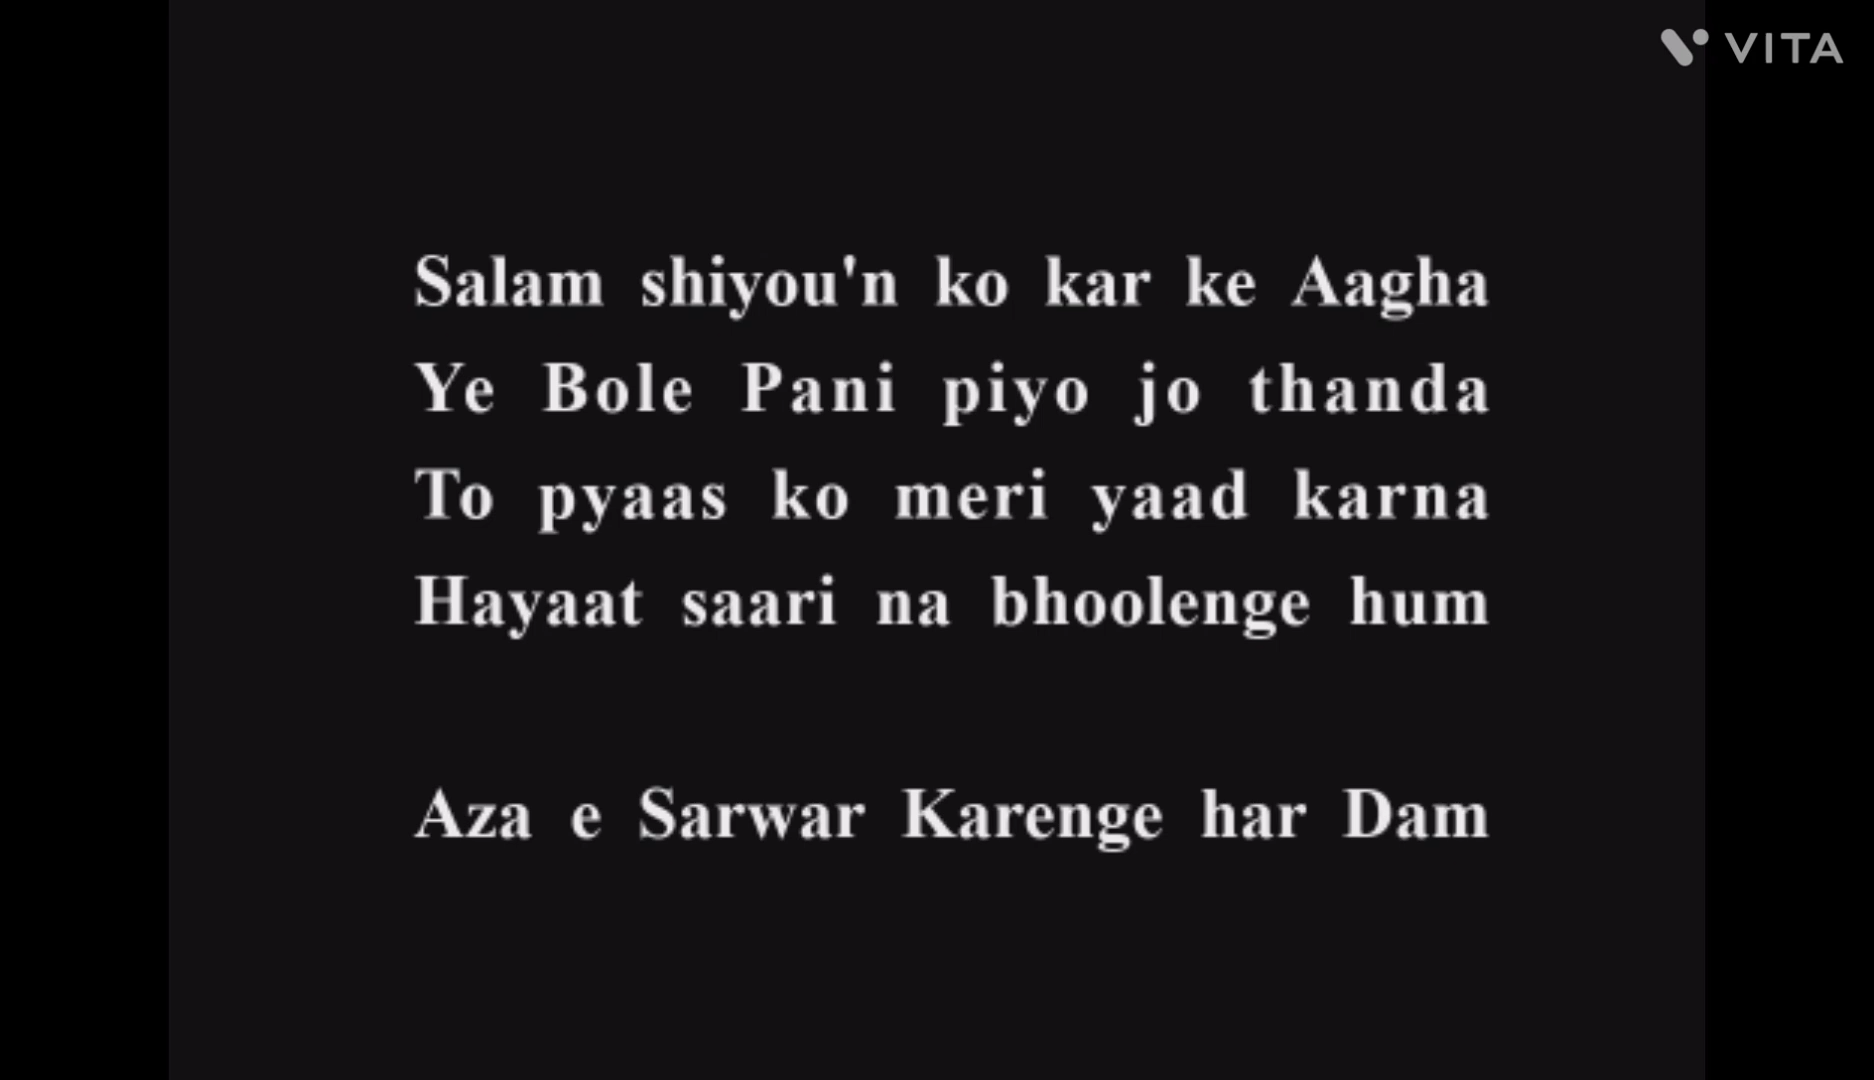 VITA
Salam shiyou'n ko kar ke Aagha
Ye Bole Pani piyo jo thanda
To pyaas ko meri yaad karna
Hayaat saari na bhoolenge hum
Aza e Sarwar Karenge har Dam